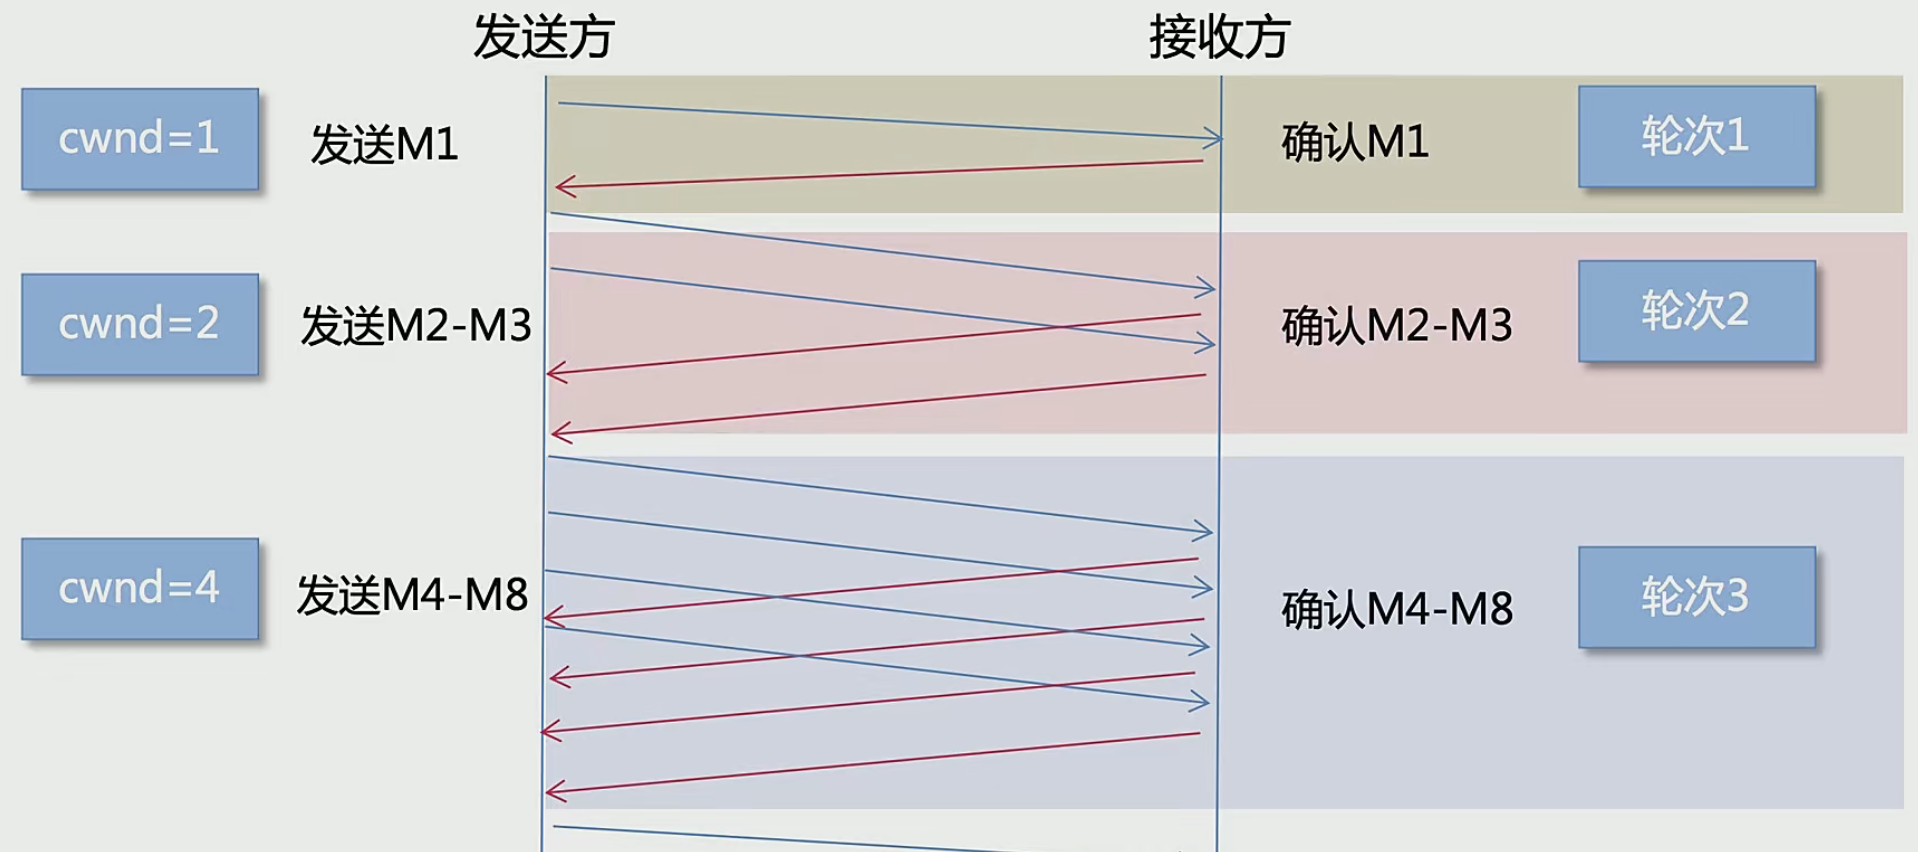 发送方
接收方
cwnd=1
发送M1
确认M1
轮次1
cwnd=2
发送M2-M3
确认M2-M3
轮次2
cwnd=4
发送M4-M8
确认M4-M8
轮次3